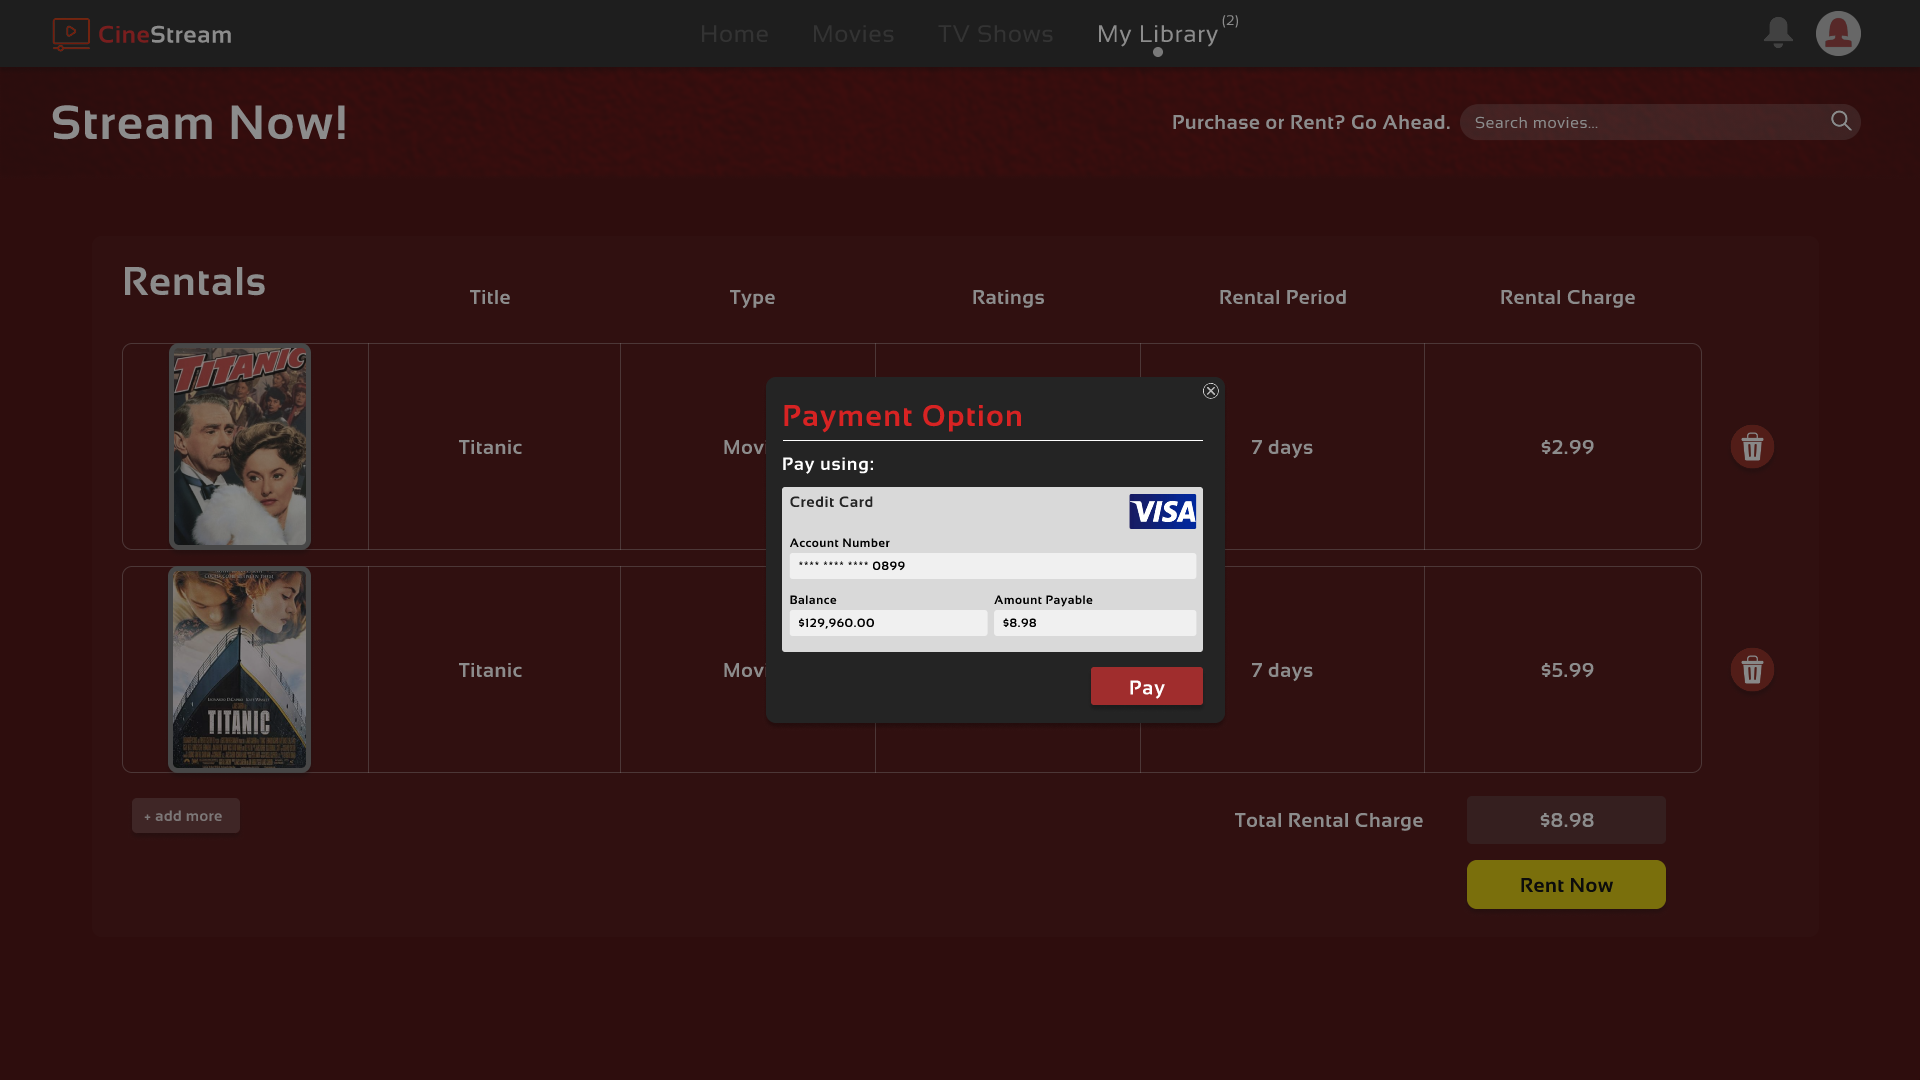 CineStream
Home
Movies
TV Shows
My Library
(2)
Stream Now!
Purchase or Rent? Go Ahead.
Search movies...
Rentals
Title
Type
Ratings
Rental Period
Rental Charge
TITANIC
Titanic
Movi
7 days
$2.99
TITANIC
Titanic
Movi
7 days
$5.99
Payment Option
Pay using:
Credit Card
VISA
Account Number
**** **** **** 0899
Balance
Amount Payable
$129,960.00
$8.98
Pay
+ add more
Total Rental Charge
$8.98
Rent Now